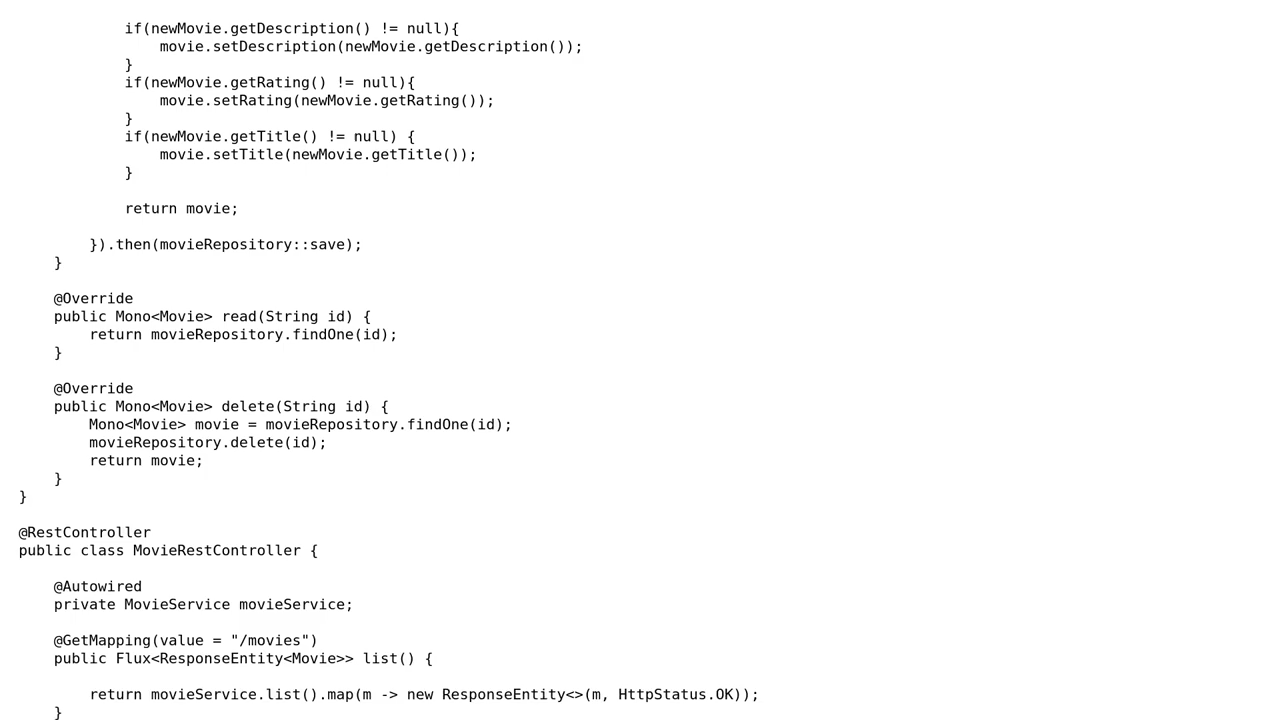 if(newMovie.getDescription() != null){
                movie.setDescription(newMovie.getDescription());
            }
            if(newMovie.getRating() != null){
                movie.setRating(newMovie.getRating());
            }
            if(newMovie.getTitle() != null) {
                movie.setTitle(newMovie.getTitle());
            }

            return movie;

        }).then(movieRepository::save);
    }

    @Override
    public Mono<Movie> read(String id) {
        return movieRepository.findOne(id);
    }

    @Override
    public Mono<Movie> delete(String id) {
        Mono<Movie> movie = movieRepository.findOne(id);
        movieRepository.delete(id);
        return movie;
    }
}

@RestController
public class MovieRestController {

    @Autowired
    private MovieService movieService;

    @GetMapping(value = "/movies")
    public Flux<ResponseEntity<Movie>> list() {

        return movieService.list().map(m -> new ResponseEntity<>(m, HttpStatus.OK));
    }